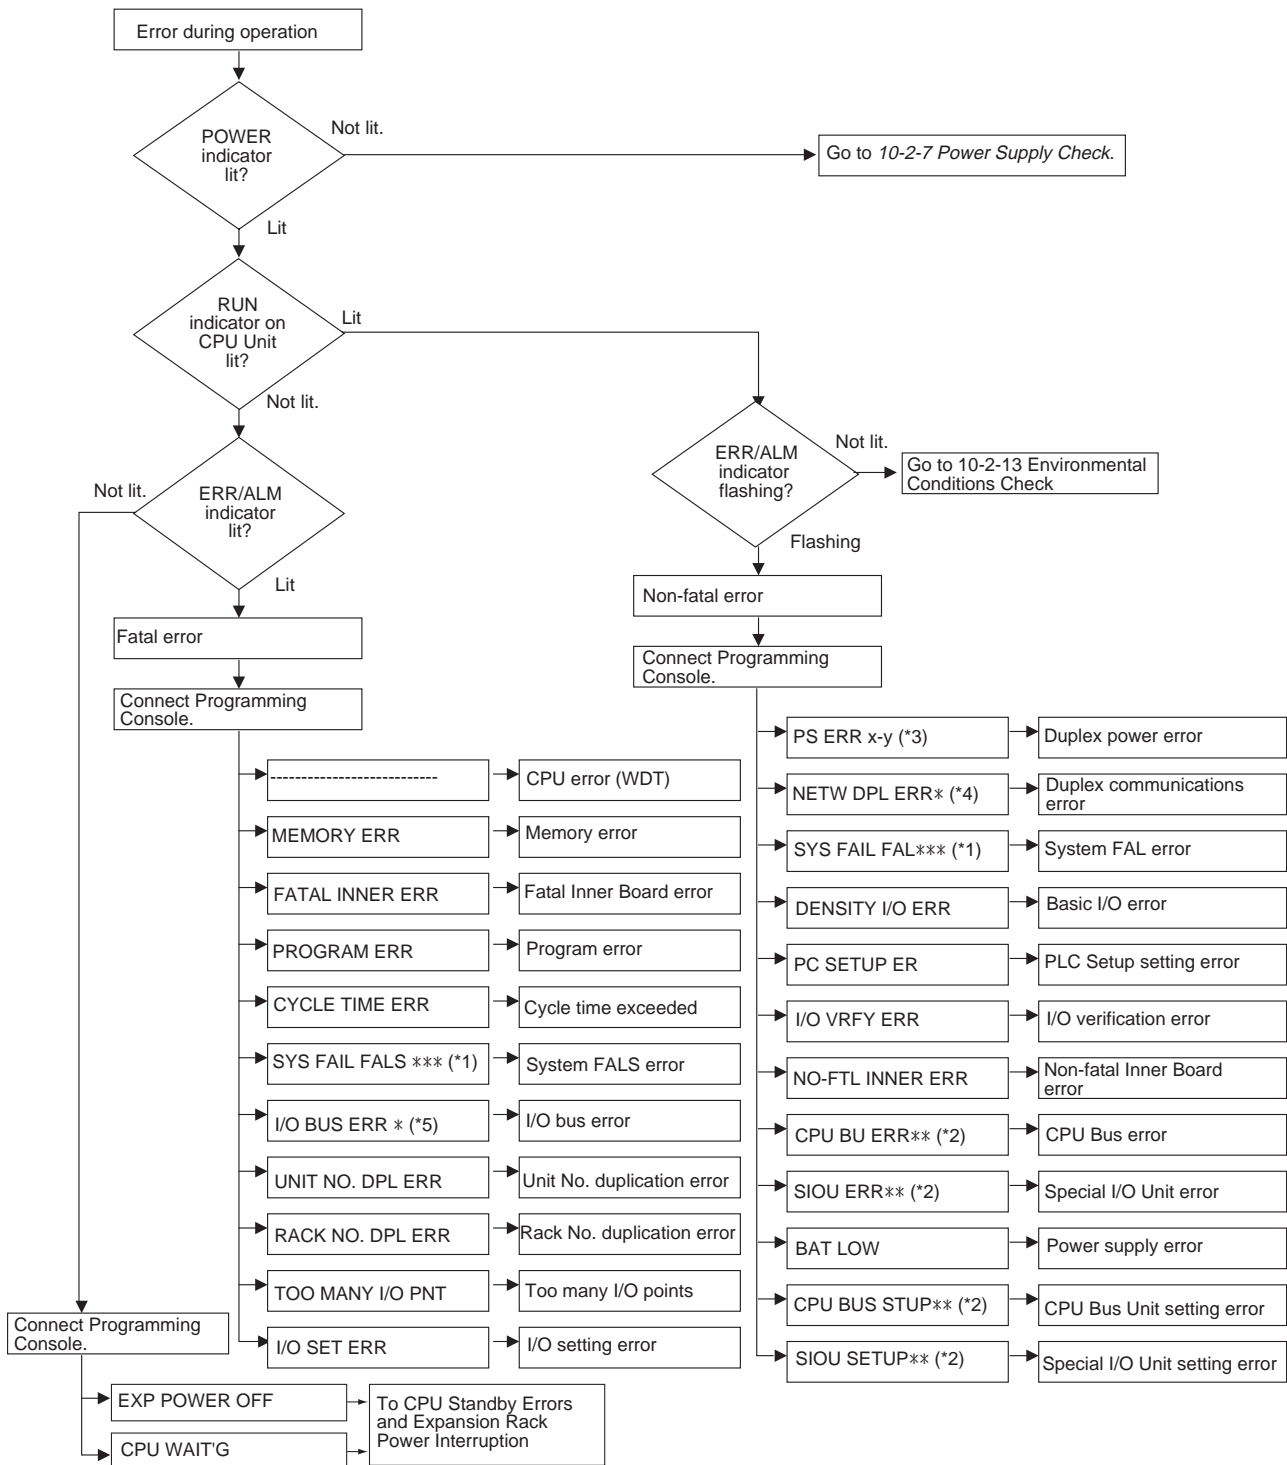 Error during operation
POWER
indicator
lit?
Not lit.
Go to 10-2-7 Power Supply Check.
Lit
RUN
indicator on
CPU Unit
lit?
Lit
Not lit.
ERR/ALM
indicator
flashing?
Not lit.
Go to 10-2-13 Environmental
Conditions Check
Flashing
Not lit.
ERR/ALM
indicator
lit?
Lit
Fatal error
Connect Programming
Console.
--------------------------- 
CPU error (WDT)
MEMORY ERR
Memory error
FATAL INNER ERR
Fatal Inner Board error
PROGRAM ERR
Program error
CYCLE TIME ERR
Cycle time exceeded
SYS FAIL FALS *** (*1)
System FALS error
I/O BUS ERR * (*5)
I/O bus error
UNIT NO. DPL ERR
Unit No. duplication error
RACK NO. DPL ERR
Rack No. duplication error
TOO MANY I/O PNT
Too many I/O points
I/O SET ERR
I/O setting error
Non-fatal error
Connect Programming
Console.
PS ERR x-y (*3)
Duplex power error
NETW DPL ERR* (*4)
Duplex communications
error
SYS FAIL FAL*** (*1)
System FAL error
DENSITY I/O ERR
Basic I/O error
PC SETUP ER
PLC Setup setting error
I/O VRFY ERR
I/O verification error
NO-FTL INNER ERR
Non-fatal Inner Board
error
CPU BU ERR** (*2)
CPU Bus error
SIOU ERR** (*2)
Special I/O Unit error
BAT LOW
Power supply error
CPU BUS STUP** (*2)
CPU Bus Unit setting error
SIOU SETUP** (*2)
Special I/O Unit setting error
Connect Programming
Console.
EXP POWER OFF
CPU WAIT'G
To CPU Standby Errors
and Expansion Rack
Power Interruption